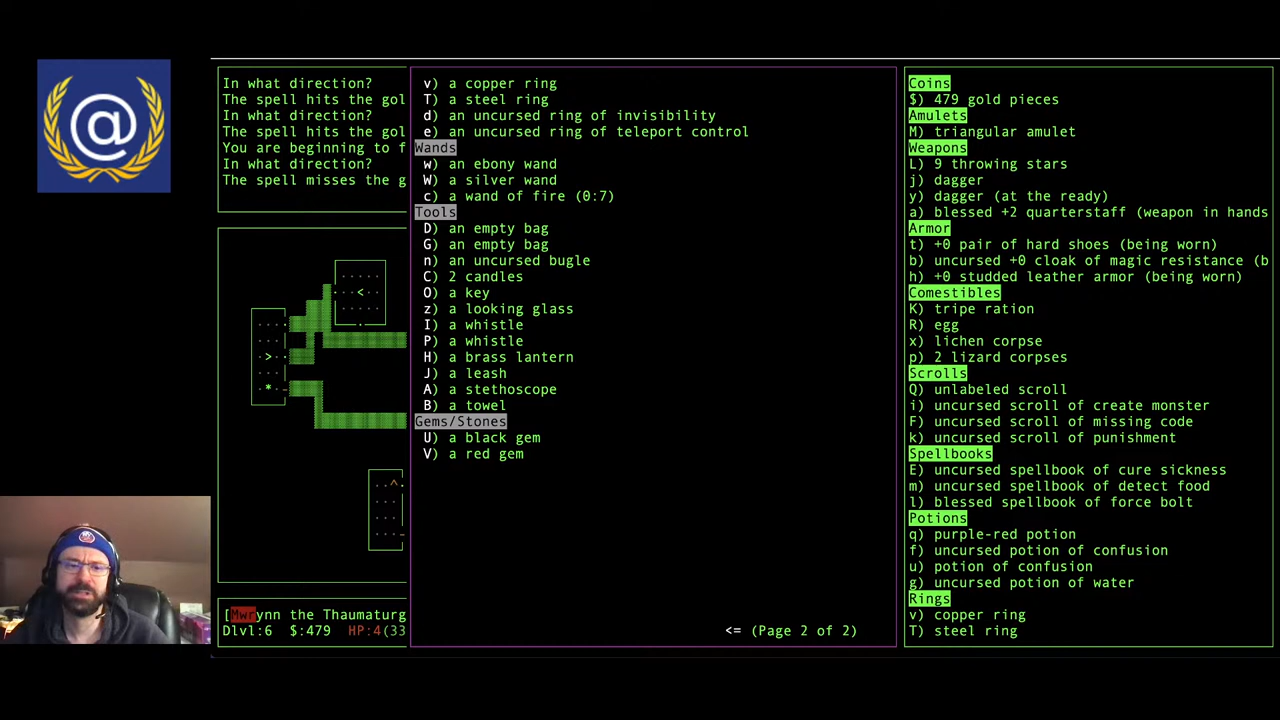 @
In what direction?
The spell hits the gol
In what direction?
The spell hits the gol
You are beginning to f
In what direction?
The spell misses the g
<
>
*
^
[Mwrynn the Thaumaturg
Dlvl:6 $:479 HP:4(33
v) a copper ring
T) a steel ring
d) an uncursed ring of invisibility
e) an uncursed ring of teleport control
Wands
w) an ebony wand
W) a silver wand
c) a wand of fire (0:7)
Tools
D) an empty bag
G) an empty bag
n) an uncursed bugle
C) 2 candles
O) a key
z) a looking glass
I) a whistle
P) a whistle
H) a brass lantern
J) a leash
A) a stethoscope
B) a towel
Gems/Stones
U) a black gem
V) a red gem
<= (Page 2 of 2)
Coins
$) 479 gold pieces
Amulets
M) triangular amulet
Weapons
L) 9 throwing stars
j) dagger
y) dagger (at the ready)
a) blessed +2 quarterstaff (weapon in hands
Armor
t) +0 pair of hard shoes (being worn)
b) uncursed +0 cloak of magic resistance (b
h) +0 studded leather armor (being worn)
Comestibles
K) tripe ration
R) egg
x) lichen corpse
p) 2 lizard corpses
Scrolls
Q) unlabeled scroll
i) uncursed scroll of create monster
F) uncursed scroll of missing code
k) uncursed scroll of punishment
Spellbooks
E) uncursed spellbook of cure sickness
m) uncursed spellbook of detect food
l) blessed spellbook of force bolt
Potions
q) purple-red potion
f) uncursed potion of confusion
u) potion of confusion
g) uncursed potion of water
Rings
v) copper ring
T) steel ring